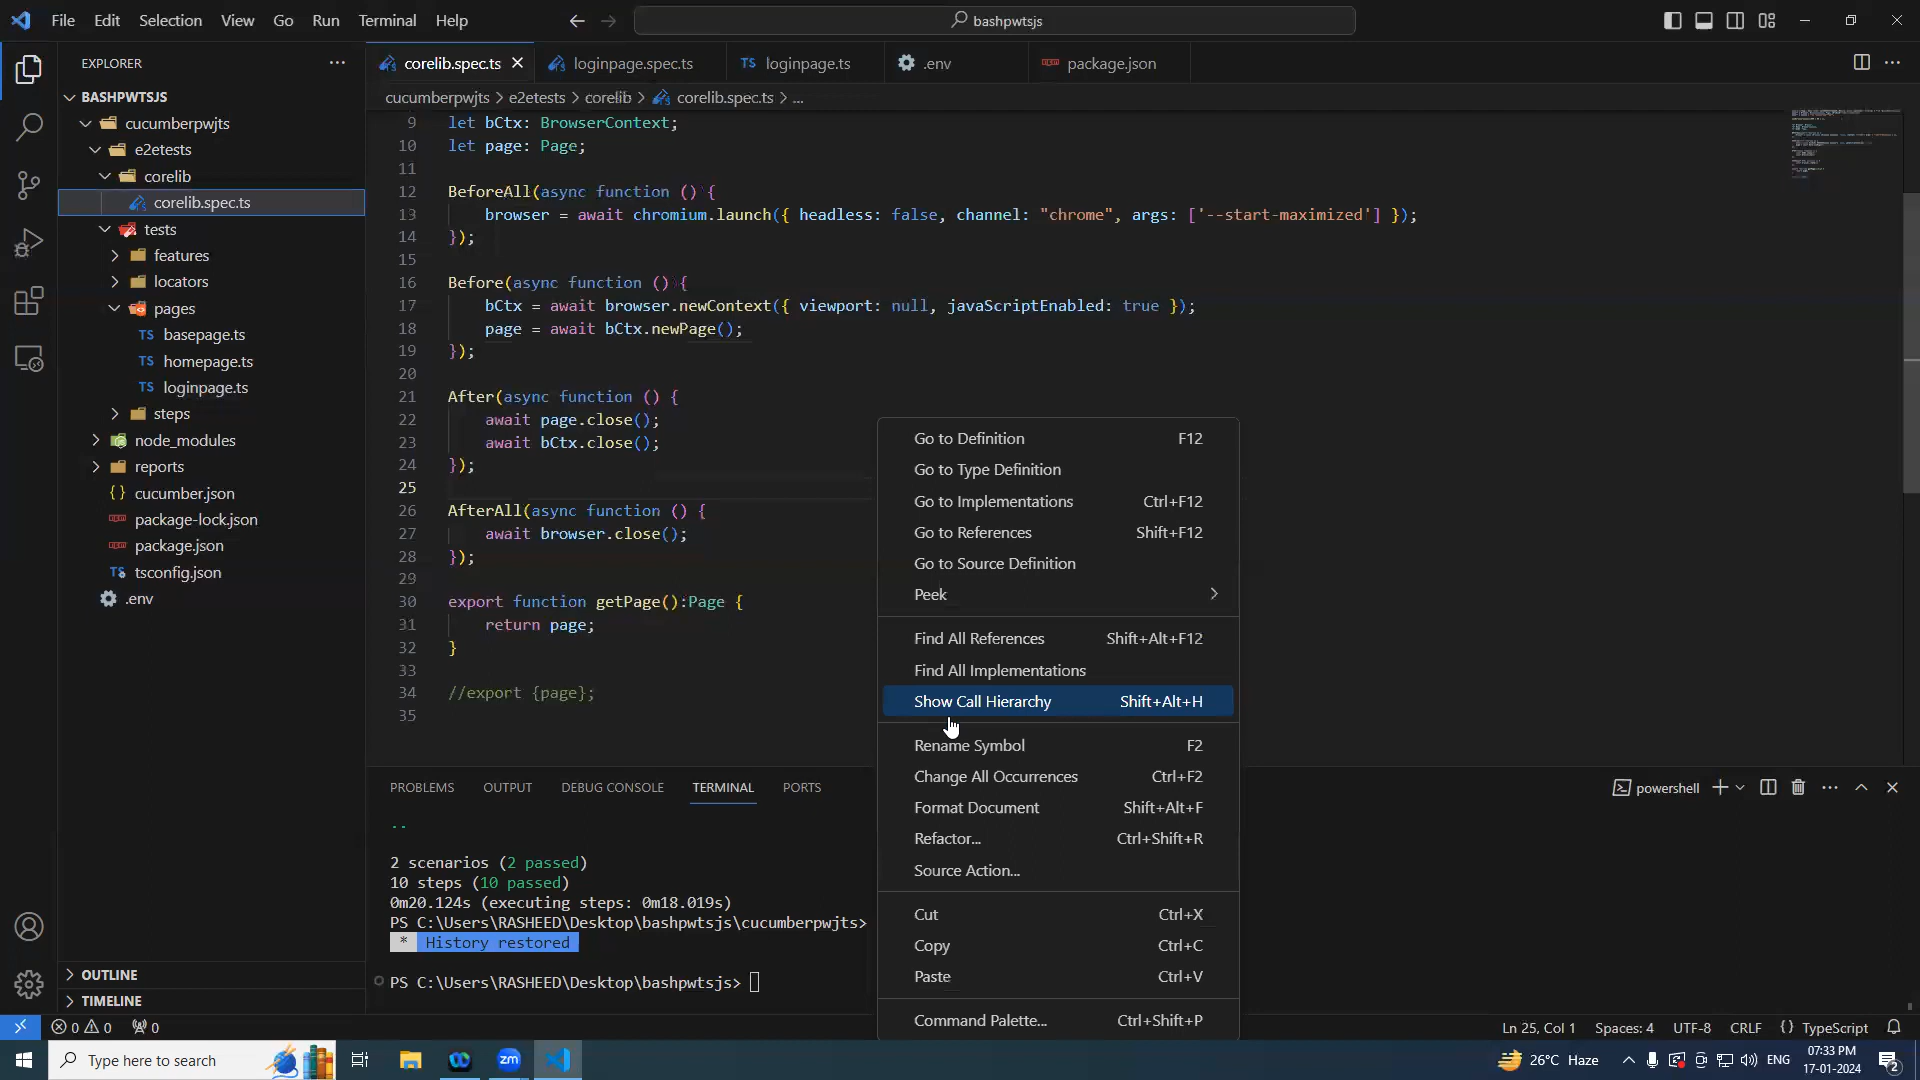 File Edit Selection View Go Run Terminal Help
bashpwtsjs
EXPLORER
BASHPWTSJS
cucumberpwjts
e2etests
corelib
corelib.spec.ts
tests
features
locators
pages
TS basepage.ts
TS homepage.ts
TS loginpage.ts
steps
node_modules
reports
{} cucumber.json
package-lock.json
package.json
TS tsconfig.json
.env
OUTLINE
TIMELINE
corelib.spec.ts
loginpage.spec.ts
TS loginpage.ts
.env
package.json
cucumberpwjts > e2etests > corelib > corelib.spec.ts > ...
9 let bCtx: BrowserContext;
10 let page: Page;
11
12 BeforeAll(async function () {
13 browser = await chromium.launch({ headless: false, channel: "chrome", args: ['--start-maximized'] });
14 });
15
16 Before(async function () {
17 bCtx = await browser.newContext({ viewport: null, javaScriptEnabled: true });
18 page = await bCtx.newPage();
19 });
20
21 After(async function () {
22 await page.close();
23 await bCtx.close();
24 });
25
26 AfterAll(async function () {
27 await browser.close();
28 });
29
30 export function getPage():Page {
31 return page;
32 }
33
34 //export {page};
35
Go to Definition F12
Go to Type Definition
Go to Implementations Ctrl+F12
Go to References Shift+F12
Go to Source Definition
Peek
Find All References Shift+Alt+F12
Find All Implementations
Show Call Hierarchy Shift+Alt+H
Rename Symbol F2
Change All Occurrences Ctrl+F2
Format Document Shift+Alt+F
Refactor... Ctrl+Shift+R
Source Action...
Cut Ctrl+X
Copy Ctrl+C
Paste Ctrl+V
Command Palette... Ctrl+Shift+P
PROBLEMS OUTPUT DEBUG CONSOLE TERMINAL PORTS
powershell
..
2 scenarios (2 passed)
10 steps (10 passed)
0m20.124s (executing steps: 0m18.019s)
PS C:\Users\RASHEED\Desktop\bashpwtsjs\cucumberpwjts>
* History restored
PS C:\Users\RASHEED\Desktop\bashpwtsjs>
0 0 0
Ln 25, Col 1 Spaces: 4 UTF-8 CRLF {} TypeScript
Type here to search
zm
26°C Haze
ENG
07:33 PM
17-01-2024
2